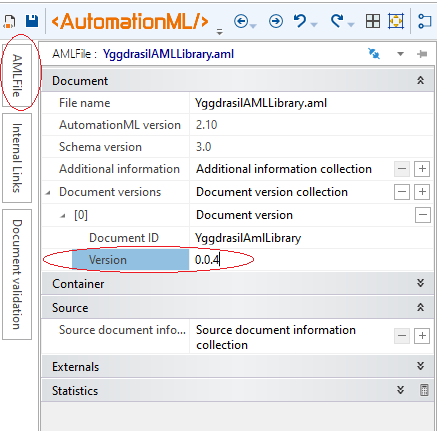 <AutomationML/>
AMLFile
Internal Links
Document validation
AMLFile : YggdrasilAMLLibrary.aml
Document
File name YggdrasilAMLLibrary.aml
AutomationML version 2.10
Schema version 3.0
Additional information Additional information collection
Document versions Document version collection
[0] Document version
Document ID YggdrasilAmlLibrary
Version 0.0.4
Container
Source
Source document info... Source document information
collection
Externals
Statistics